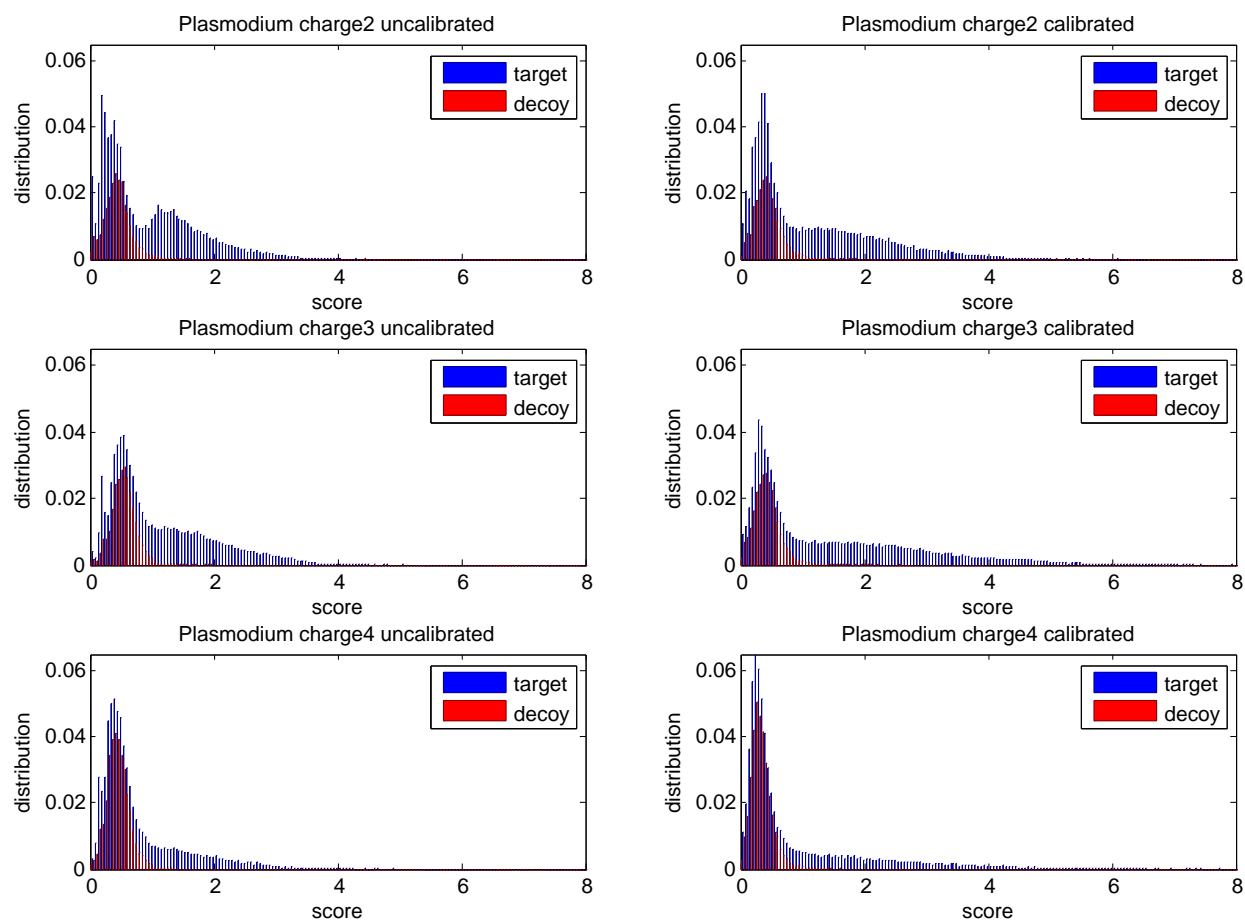 Plasmodium charge2 uncalibrated
0.06
0.04
0.02
0
distribution
target
decoy
0 2 4 6 8
score
Plasmodium charge2 calibrated
0.06
0.04
0.02
0
distribution
target
decoy
0 2 4 6 8
score
Plasmodium charge3 uncalibrated
0.06
0.04
0.02
0
distribution
target
decoy
0 2 4 6 8
score
Plasmodium charge3 calibrated
0.06
0.04
0.02
0
distribution
target
decoy
0 2 4 6 8
score
Plasmodium charge4 uncalibrated
0.06
0.04
0.02
0
distribution
target
decoy
0 2 4 6 8
score
Plasmodium charge4 calibrated
0.06
0.04
0.02
0
distribution
target
decoy
0 2 4 6 8
score